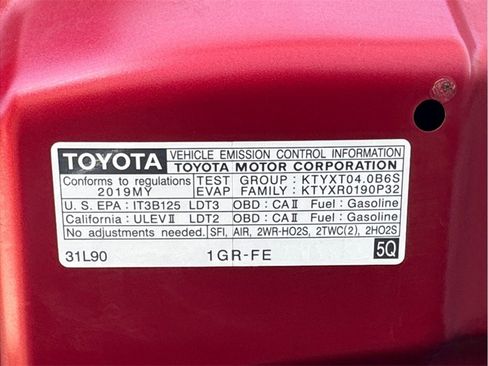 TOYOTA VEHICLE EMISSION CONTROL INFORMATION
TOYOTA MOTOR CORPORATION
Conforms to regulations TEST GROUP : KTYXT04.0B6S
2019MY EVAP FAMILY : KTYXR0190P32
U. S. EPA : IT3B125 LDT3 OBD : CAⅡ Fuel : Gasoline
California : ULEVⅡ LDT2 OBD : CAⅡ Fuel : Gasoline
No adjustments needed. SFI, AIR, 2WR-HO2S, 2TWC(2), 2HO2S
31L90 1GR-FE 5Q